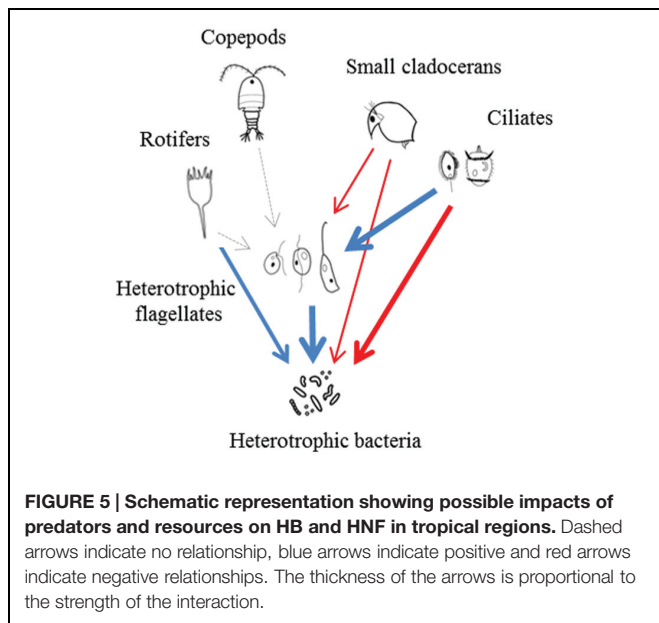 Copepods
Small cladocerans
Ciliates
Rotifers
Heterotrophic
flagellates
Heterotrophic bacteria
FIGURE 5 | Schematic representation showing possible impacts of
predators and resources on HB and HNF in tropical regions. Dashed
arrows indicate no relationship, blue arrows indicate positive and red arrows
indicate negative relationships. The thickness of the arrows is proportional to
the strength of the interaction.